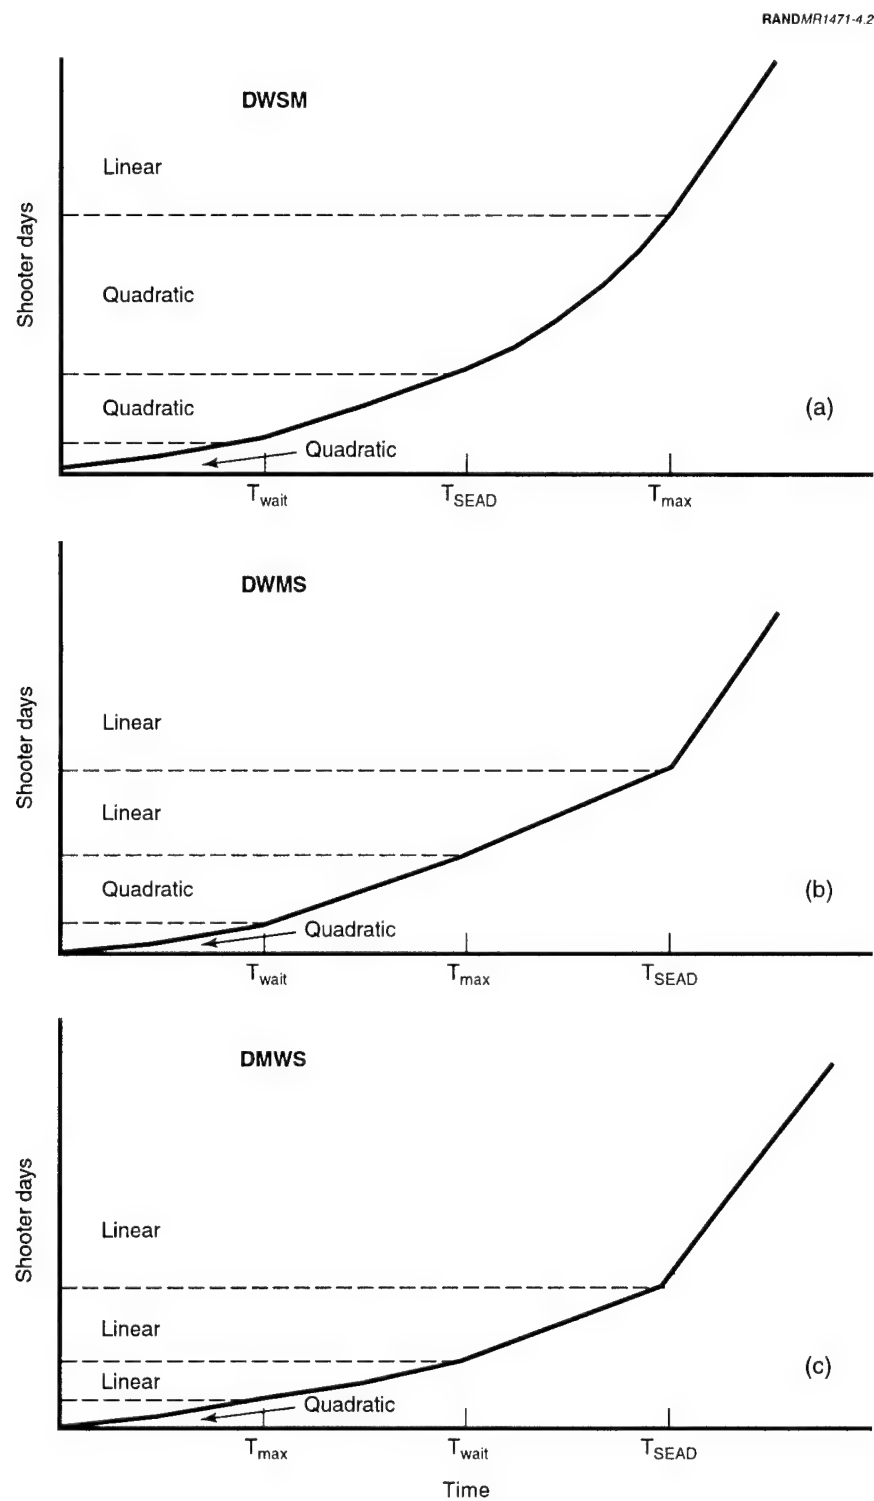 RANDMR1471-4.2
DWSM
Linear
Shooter days
Quadratic
Quadratic
(a)
Quadratic
Twait TSEAD Tmax
DWMS
Linear
Shooter days
Linear
Quadratic
(b)
Quadratic
Twait Tmax TSEAD
DMWS
Shooter days
Linear
Linear
(c)
Linear
Quadratic
Tmax Twait TSEAD
Time